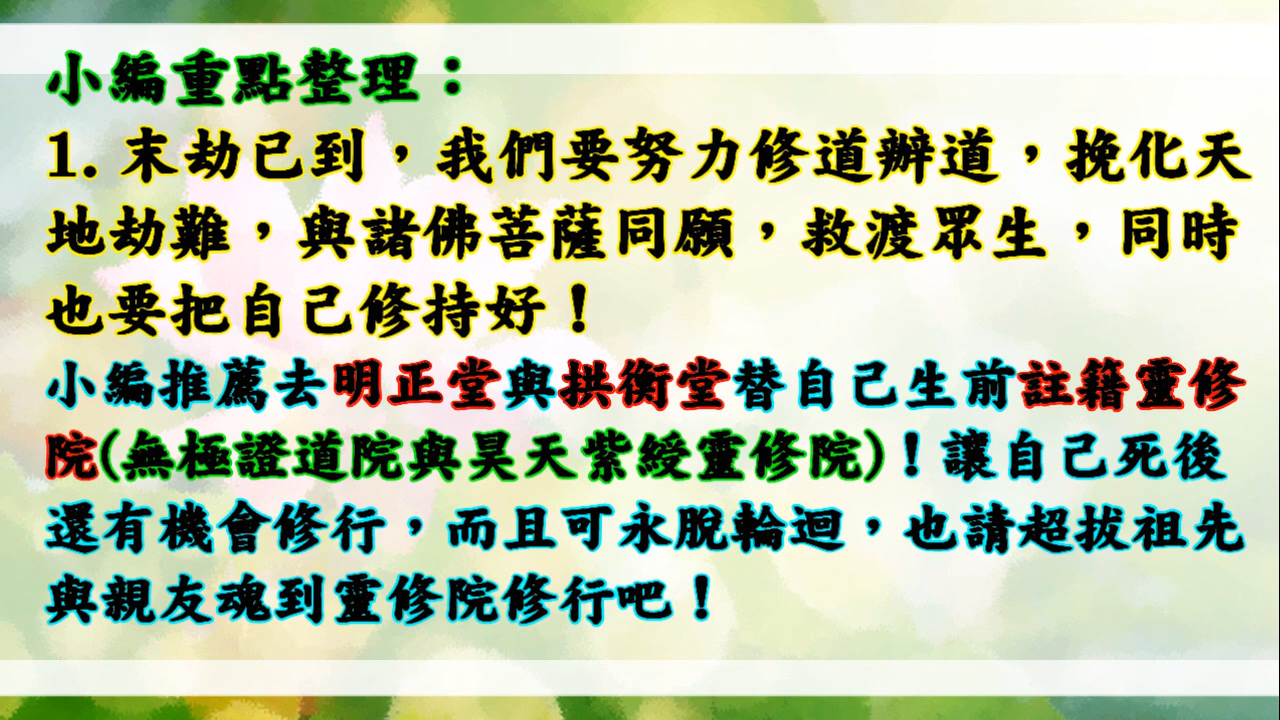 小編重點整理：
1. 末劫已到，我們要努力修道辦道，挽化天
地劫難，與諸佛菩薩同願，救渡眾生，同時
也要把自己修持好！
小編推薦去明正堂與拱衡堂替自己生前註籍靈修
院(無極證道院與昊天紫綬靈修院)！讓自己死後
還有機會修行，而且可永脫輪迴，也請超拔祖先
與親友魂到靈修院修行吧！